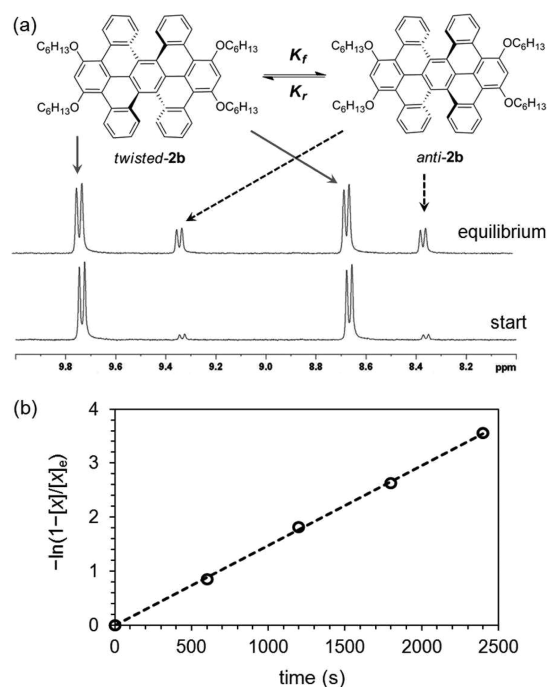 (a)
C₆H₁₃O OC₆H₁₃ C₆H₁₃O OC₆H₁₃
K_f
K_r
C₆H₁₃O OC₆H₁₃ C₆H₁₃O OC₆H₁₃
twisted-2b anti-2b
equilibrium
start
9.8 9.6 9.4 9.2 9.0 8.8 8.6 8.4 8.2 ppm
(b)
−ln(1−[x]/[x]ₑ)
4
3
2
1
0
0 500 1000 1500 2000 2500
time (s)